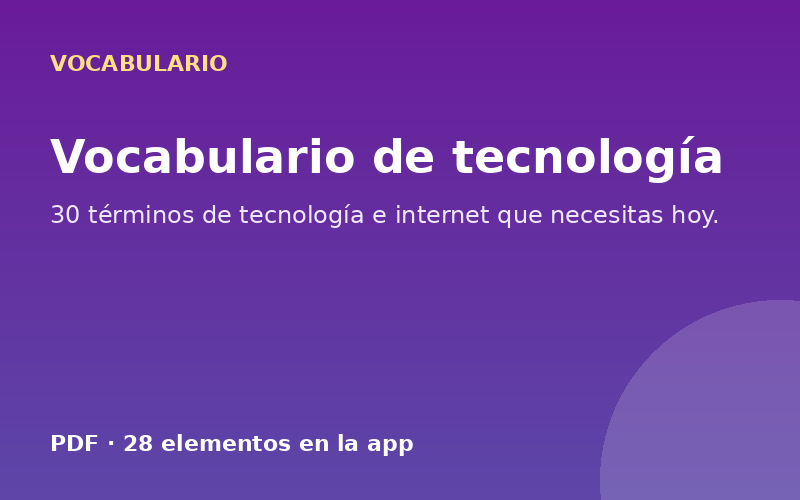 VOCABULARIO
Vocabulario de tecnología
30 términos de tecnología e internet que necesitas hoy.
PDF · 28 elementos en la app